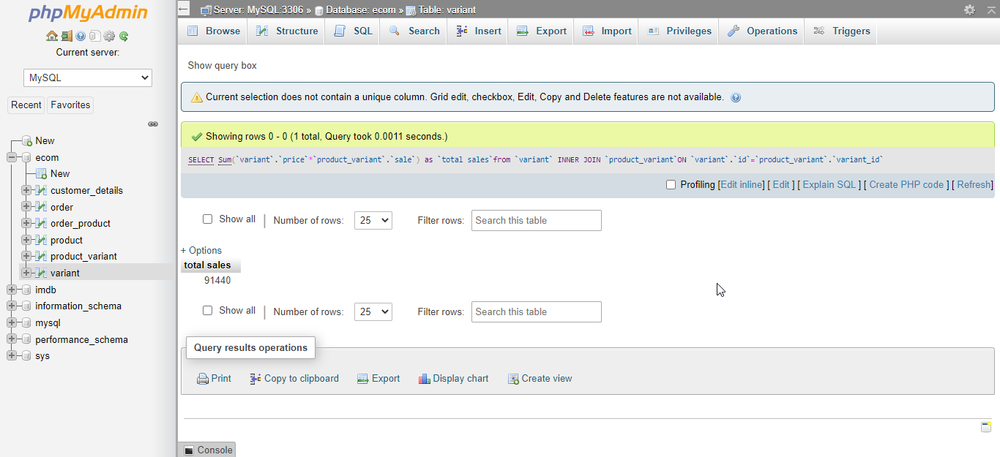 phpMyAdmin
Current server:
MySQL
Recent Favorites
New
ecom
New
customer_details
order
order_product
product
product_variant
variant
imdb
information_schema
mysql
performance_schema
sys
Server: MySQL:3306 » Database: ecom » Table: variant
Browse Structure SQL Search Insert Export Import Privileges Operations Triggers
Show query box
Current selection does not contain a unique column. Grid edit, checkbox, Edit, Copy and Delete features are not available.
Showing rows 0 - 0 (1 total, Query took 0.0011 seconds.)
SELECT Sum(`variant`.`price`*`product_variant`.`sale`) as `total sales`from `variant` INNER JOIN `product_variant`ON `variant`.`id`=`product_variant`.`variant_id`
Profiling [Edit inline] [ Edit ] [ Explain SQL ] [ Create PHP code ] [ Refresh]
Show all | Number of rows: 25 Filter rows: Search this table
+ Options
total sales
91440
Show all | Number of rows: 25 Filter rows: Search this table
Query results operations
Print Copy to clipboard Export Display chart Create view
Console